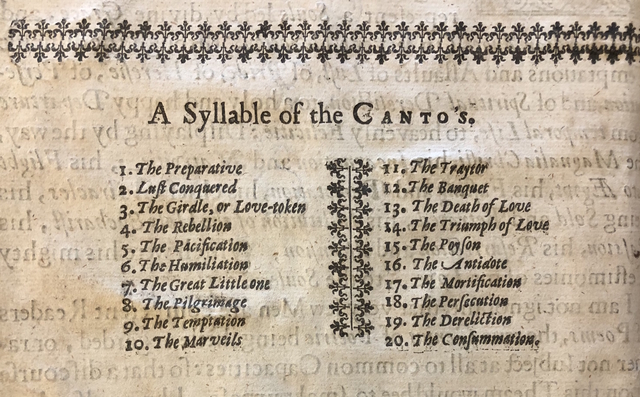 A Syllable of the CANTO'S.
1. The Preparative
2. Lust Conquered
3. The Girdle, or Love-token
4. The Rebellion
5. The Pacification
6. The Humiliation
7. The Great Little one
8. The Pilgrimage
9. The Temptation
10. The Marveils
11. The Traytor
12. The Banquet
13. The Death of Love
14. The Triumph of Love
15. The Poyson
16. The Antidote
17. The Mortification
18. The Persecution
19. The Dereliction
20. The Consummation.